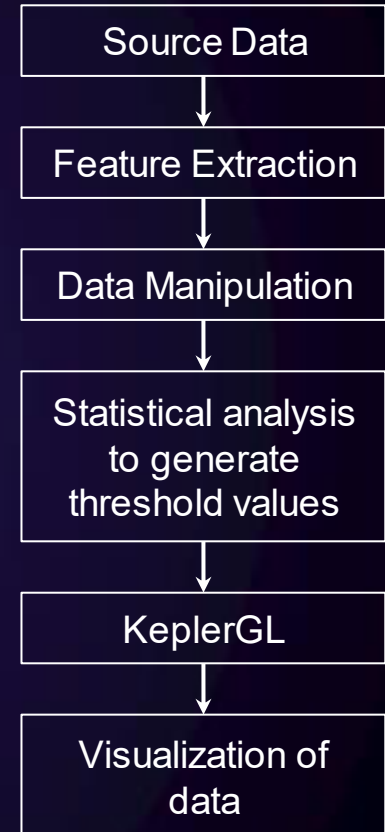 Source Data
Feature Extraction
Data Manipulation
Statistical analysis
to generate
threshold values
KeplerGL
Visualization of
data